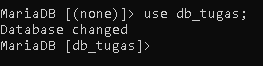 MariaDB [(none)]> use db_tugas;
Database changed
MariaDB [db_tugas]>